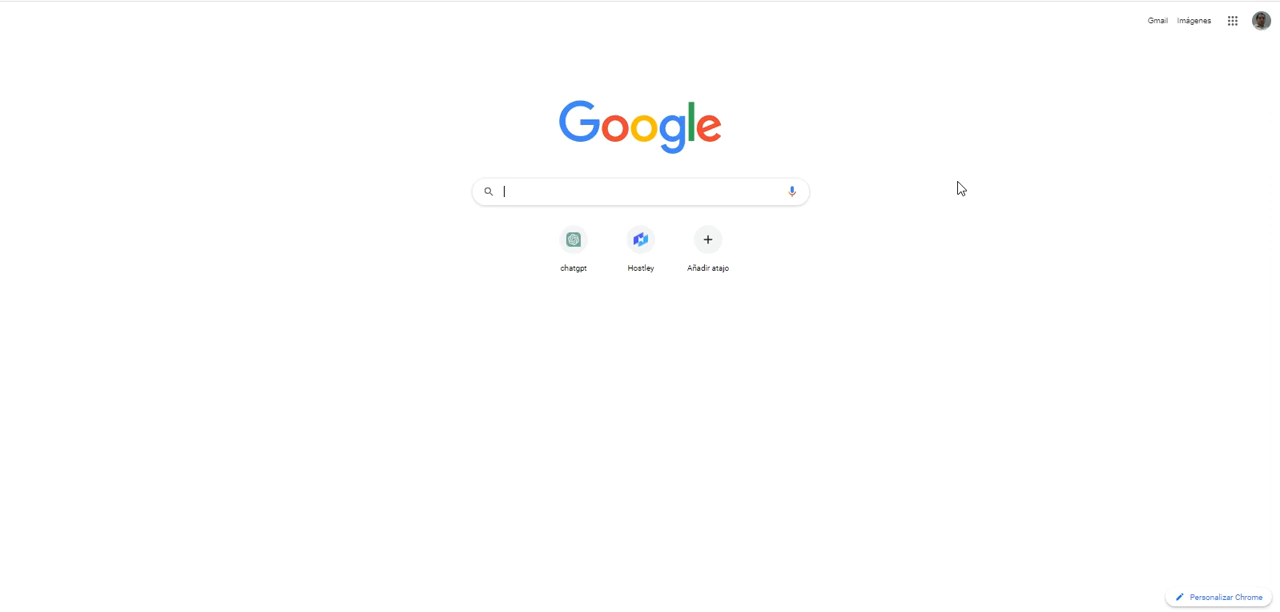 Gmail Imágenes
Google
chatgpt Hostley Añadir atajo
Personalizar Chrome